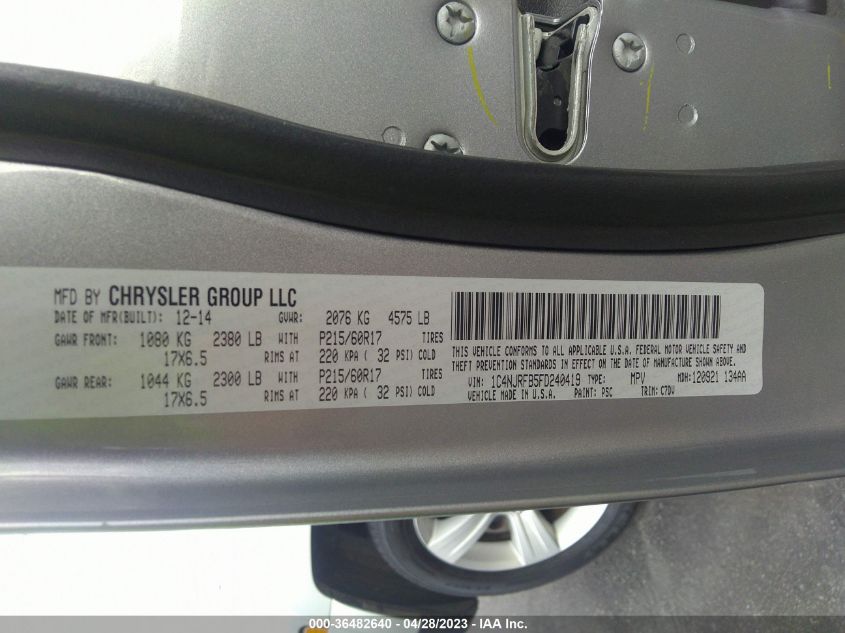 MFD BY CHRYSLER GROUP LLC
DATE OF MFR(BUILT): 12-14 GVWR: 2076 KG 4575 LB
GAWR FRONT: 1080 KG 2380 LB WITH P215/60R17 TIRES
17X6.5 RIMS AT 220 KPA ( 32 PSI) COLD
GAWR REAR: 1044 KG 2300 LB WITH P215/60R17 TIRES
17X6.5 RIMS AT 220 KPA ( 32 PSI) COLD
THIS VEHICLE CONFORMS TO ALL APPLICABLE U.S.A. FEDERAL MOTOR VEHICLE SAFETY, BUMPER, AND
THEFT PREVENTION STANDARDS IN EFFECT ON THE DATE OF MANUFACTURE SHOWN ABOVE.
VIN: 1C4NJRFB5FD240419 TYPE: MPV MDH: 120921 134AA
VEHICLE MADE IN U.S.A. PAINT: PSC TRIM: C7DV
000-36482640 - 04/28/2023 - IAA Inc.